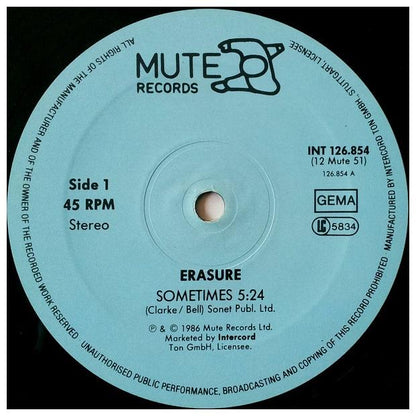 MUTE
RECORDS
INT 126.854
(12 Mute 51)
126.854 A
Side 1
45 RPM
Stereo
GEMA
LC 5834
ERASURE
SOMETIMES 5:24
(Clarke/ Bell) Sonet Publ. Ltd.
℗ & © 1986 Mute Records Ltd.
Marketed by Intercord
Ton GmbH, Licensee.
ALL RIGHTS OF THE MANUFACTURER AND OF THE OWNER OF THE RECORDED WORK RESERVED
UNAUTHORISED PUBLIC PERFORMANCE, BROADCASTING AND COPYING OF THIS RECORD PROHIBITED
MANUFACTURED BY INTERCORD TON GMBH, STUTTGART, LICENSEE